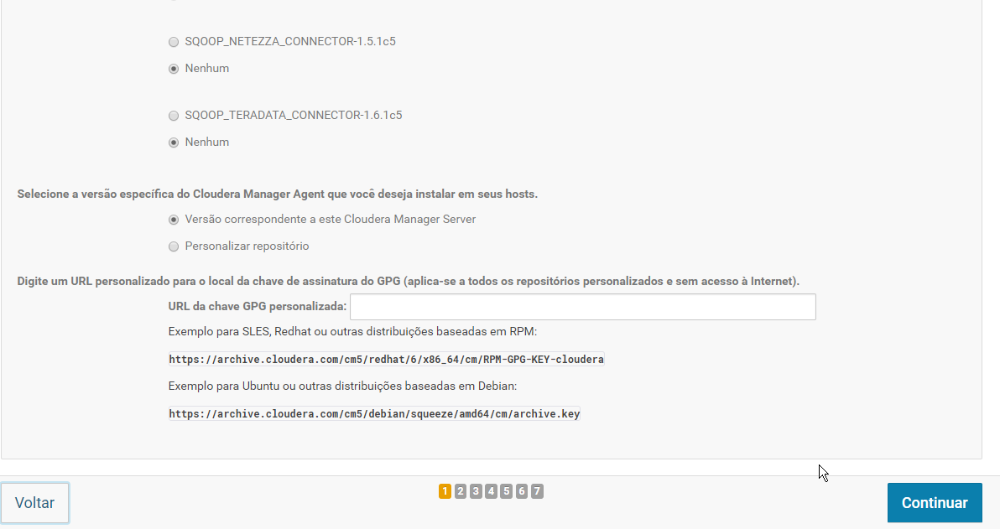 SQOOP_NETEZZA_CONNECTOR-1.5.1c5
Nenhum
SQOOP_TERADATA_CONNECTOR-1.6.1c5
Nenhum
Selecione a versão específica do Cloudera Manager Agent que você deseja instalar em seus hosts.
Versão correspondente a este Cloudera Manager Server
Personalizar repositório
Digite um URL personalizado para o local da chave de assinatura do GPG (aplica-se a todos os repositórios personalizados e sem acesso à Internet).
URL da chave GPG personalizada:
Exemplo para SLES, Redhat ou outras distribuições baseadas em RPM:
https://archive.cloudera.com/cm5/redhat/6/x86_64/cm/RPM-GPG-KEY-cloudera
Exemplo para Ubuntu ou outras distribuições baseadas em Debian:
https://archive.cloudera.com/cm5/debian/squeeze/amd64/cm/archive.key
Voltar 1 2 3 4 5 6 7 Continuar